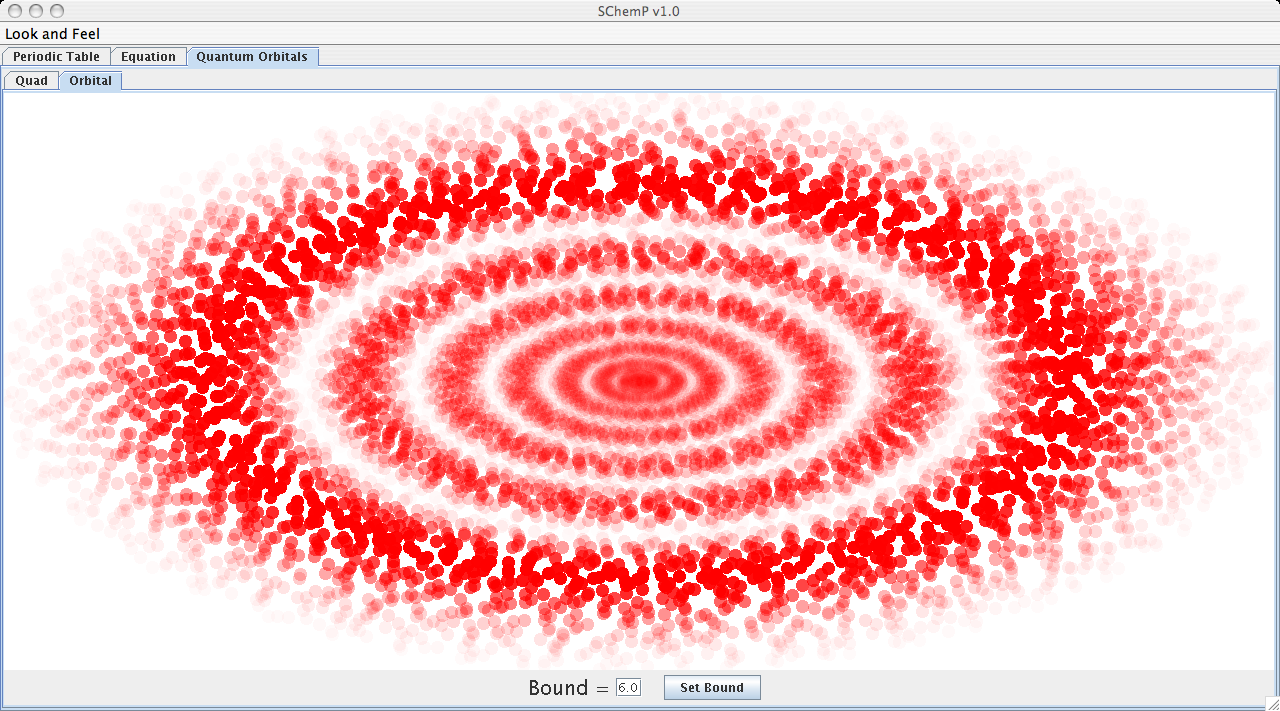 SChemP v1.0
Look and Feel
Periodic Table Equation Quantum Orbitals
Quad Orbital
Bound = 6.0 Set Bound